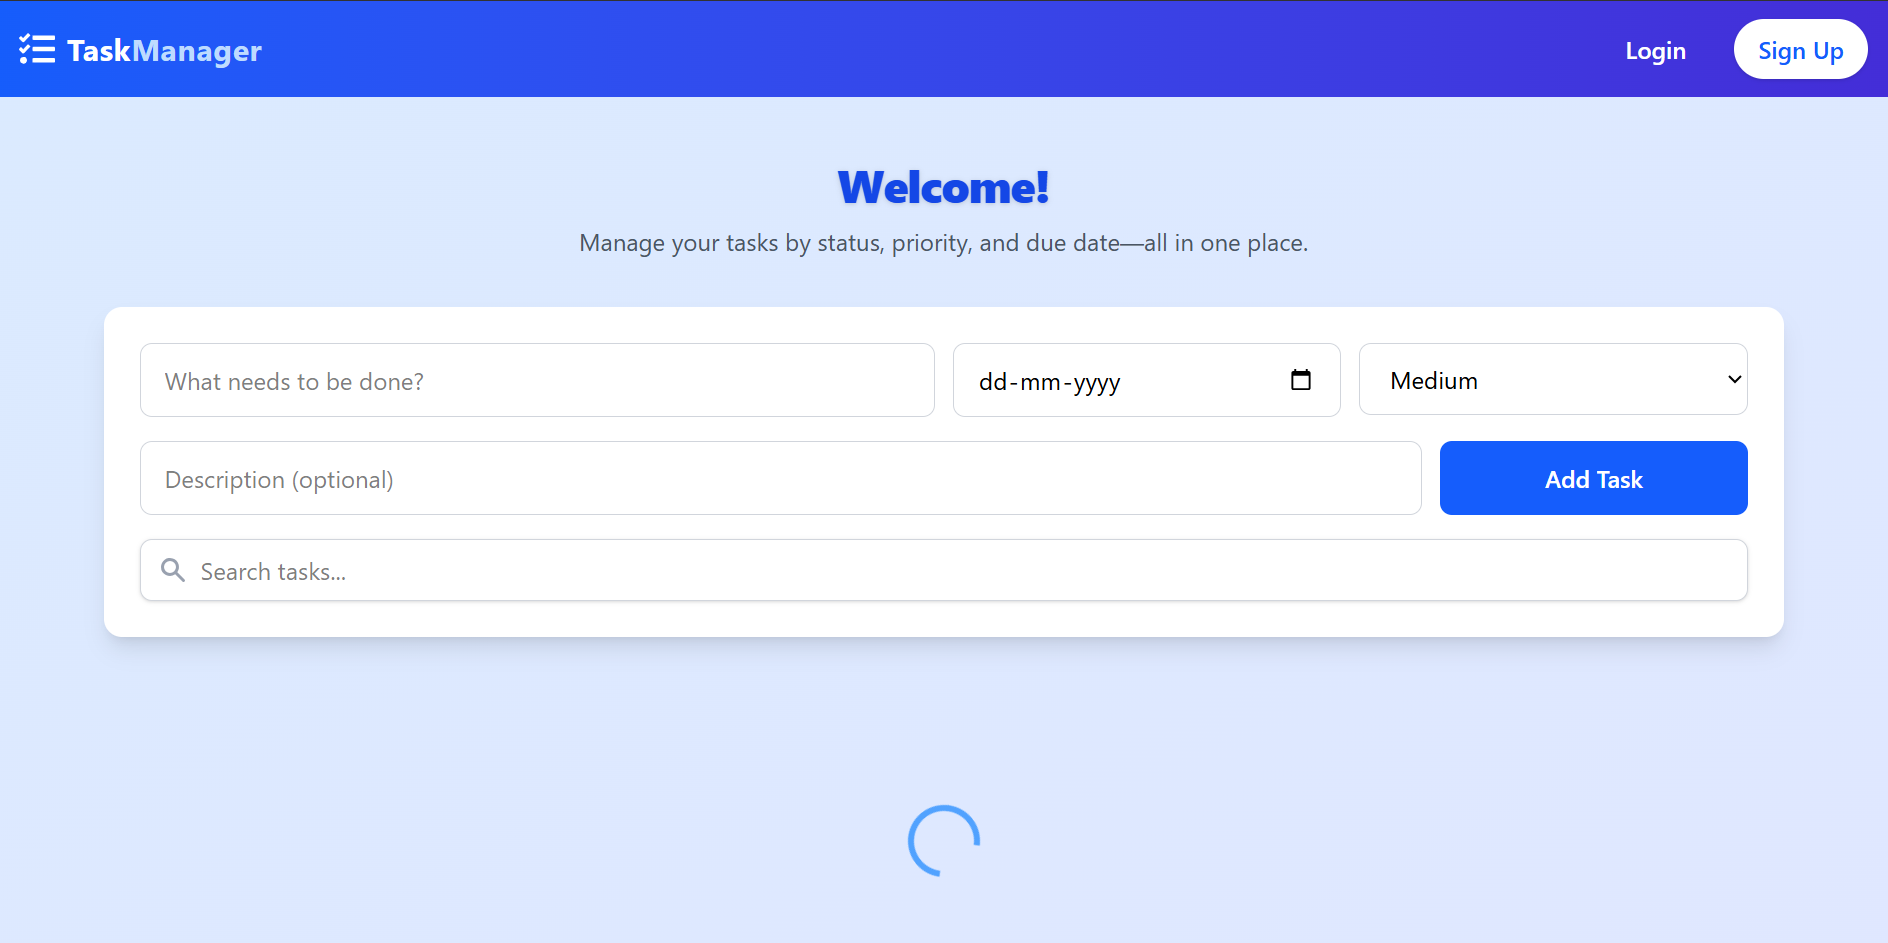 TaskManager
Login
Sign Up
Welcome!
Manage your tasks by status, priority, and due date—all in one place.
What needs to be done?
dd-mm-yyyy
Medium
Description (optional)
Add Task
Search tasks...